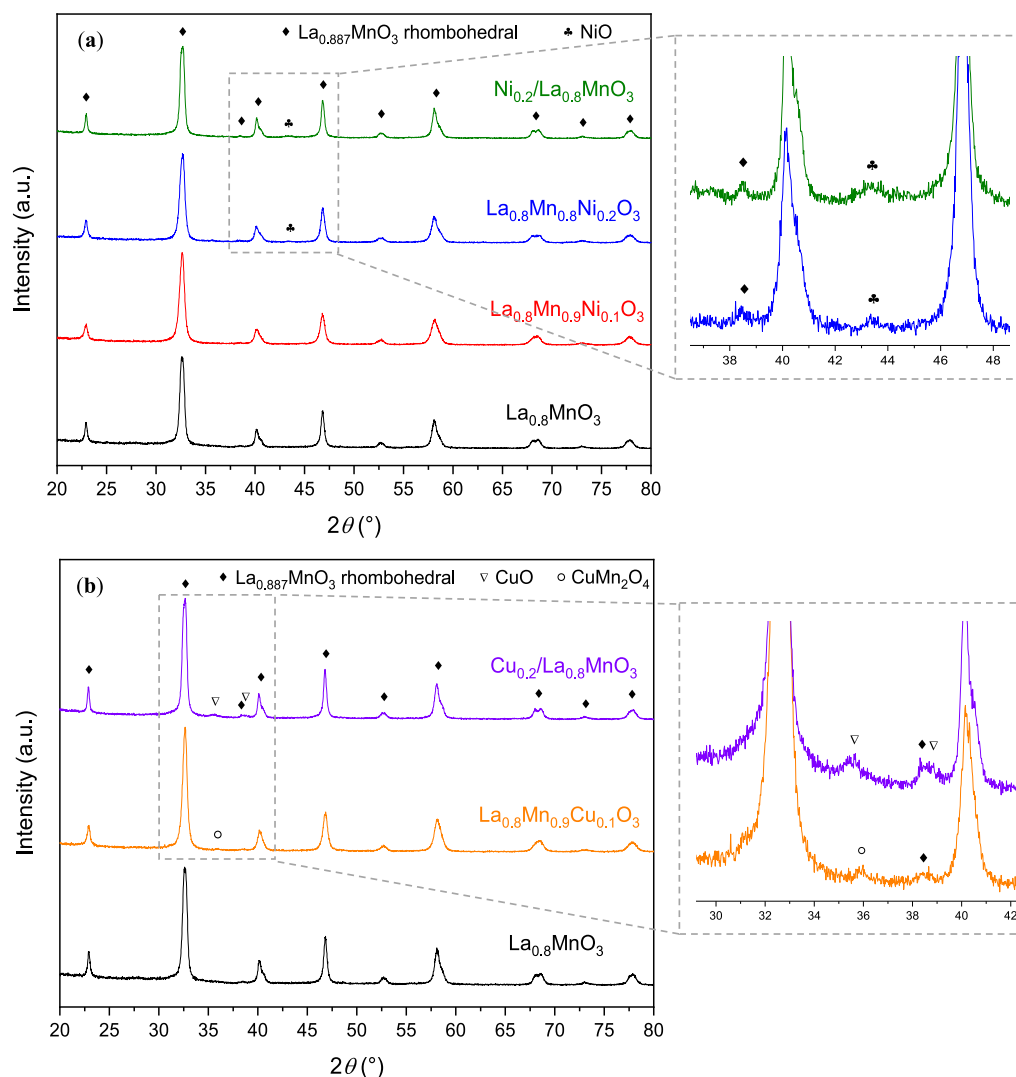 (a)
♦ La₀.₈₈₇MnO₃ rhombohedral ♣ NiO
Ni₀.₂/La₀.₈MnO₃
La₀.₈Mn₀.₈Ni₀.₂O₃
La₀.₈Mn₀.₉Ni₀.₁O₃
La₀.₈MnO₃
Intensity (a.u.)
20 25 30 35 40 45 50 55 60 65 70 75 80
2θ (°)
38 40 42 44 46 48
(b)
♦ La₀.₈₈₇MnO₃ rhombohedral ▽ CuO ○ CuMn₂O₄
Cu₀.₂/La₀.₈MnO₃
La₀.₈Mn₀.₉Cu₀.₁O₃
La₀.₈MnO₃
Intensity (a.u.)
20 25 30 35 40 45 50 55 60 65 70 75 80
2θ (°)
30 32 34 36 38 40 42